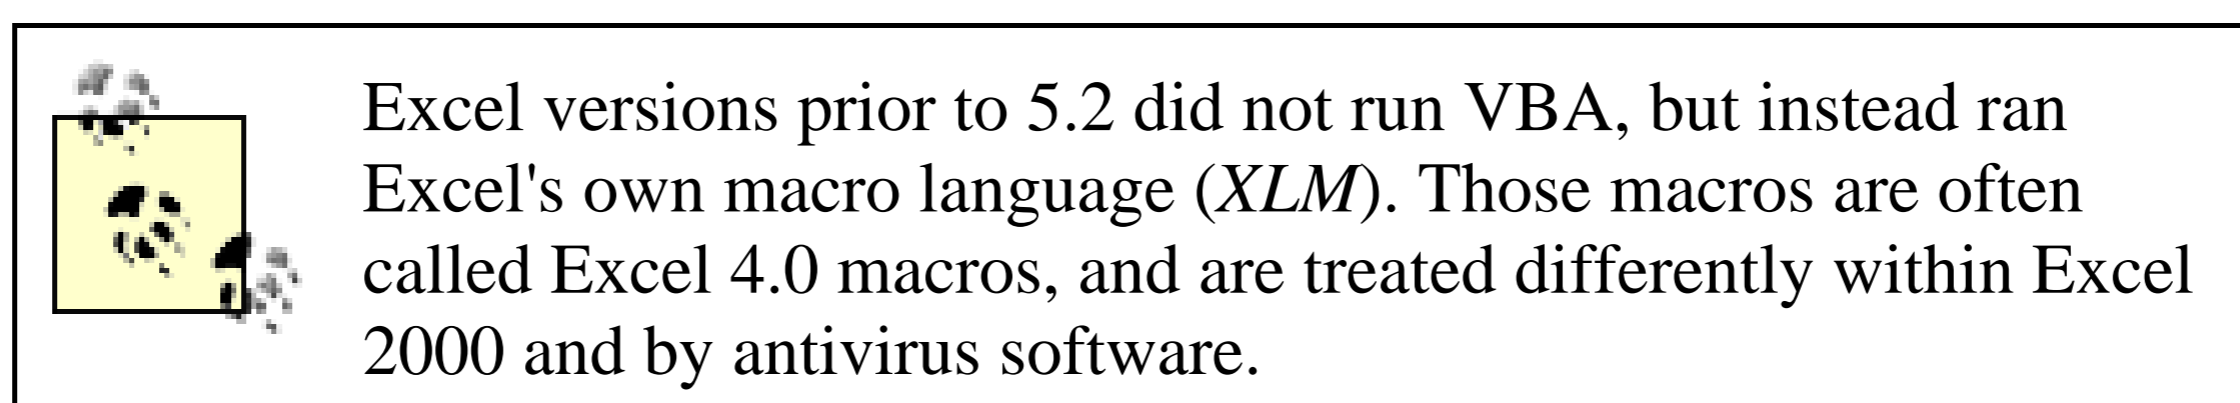 Excel versions prior to 5.2 did not run VBA, but instead ran
Excel's own macro language (XLM). Those macros are often
called Excel 4.0 macros, and are treated differently within Excel
2000 and by antivirus software.